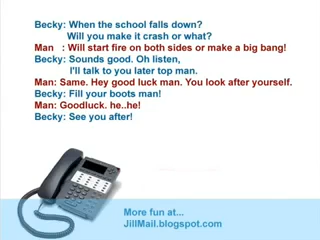 Becky: When the school falls down?
Will you make it crash or what?
Man : Will start fire on both sides or make a big bang!
Becky: Sounds good. Oh listen,
I'll talk to you later top man.
Man: Same. Hey good luck man. You look after yourself.
Becky: Fill your boots man!
Man: Goodluck. he..he!
Becky: See you after!
More fun at...
JillMail.blogspot.com